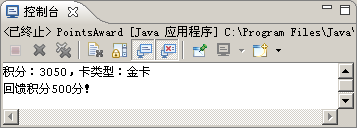 控制台
<已终止> PointsAward [Java 应用程序] C:\Program Files\Java\
积分：3050，卡类型：金卡
回馈积分500分！